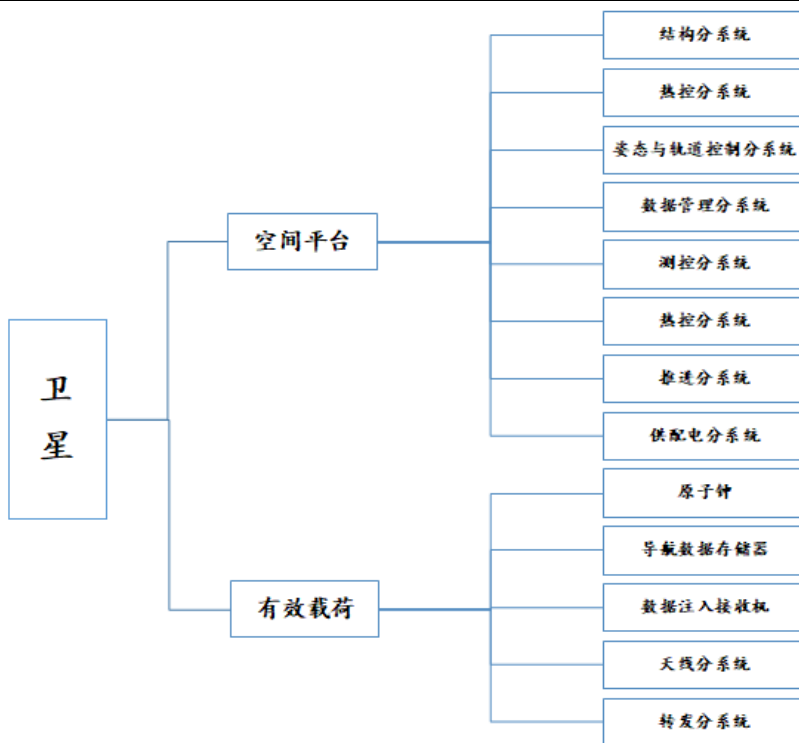 结构分系统
热控分系统
姿态与轨道控制分系统
数据管理分系统
空间平台
测控分系统
热控分系统
推进分系统
卫
星
供配电分系统
原子钟
导航数据存储器
有效载荷
数据注入接收机
天线分系统
转发分系统